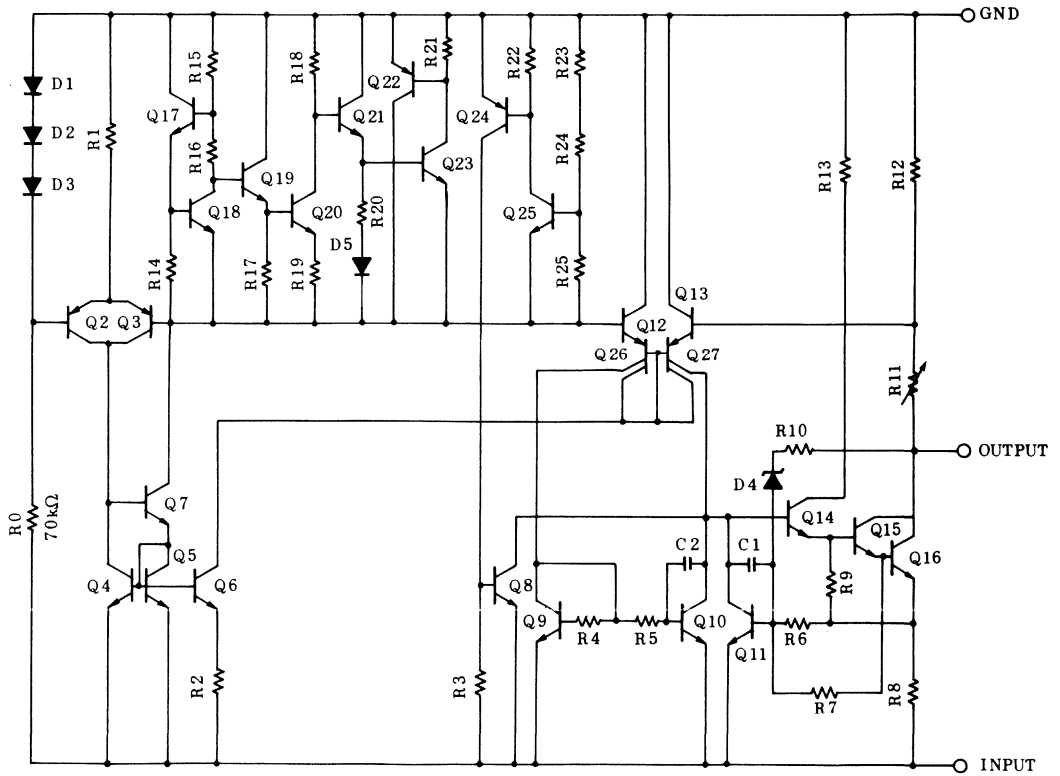 GND
R21
R15
R18
Q22
R22
R23
D1
Q17
Q21
Q24
D2
R1
R16
R24
Q23
D3
Q19
R13
R12
Q18
Q20
R20
Q25
D5
R14
R17
R19
R25
Q13
Q2 Q3
Q12
Q26
Q27
R11
R10
OUTPUT
D4
Q7
R0
70kΩ
Q14
Q15
Q5
C2
C1
Q16
Q4
Q6
Q8
R9
Q9
Q10
R4
R5
R6
Q11
R2
R3
R7
R8
INPUT